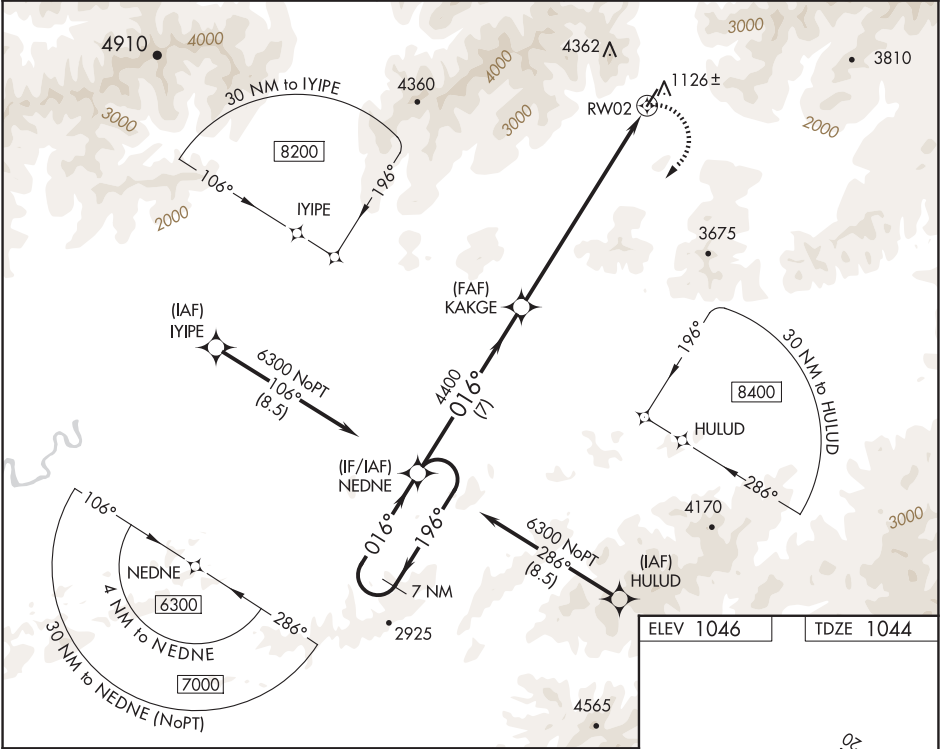 4910
4000
4362
3000
3810
30 NM to IYIPE
4360
4000
1126±
RW02
3000
3000
2000
8200
106°
196°
2000
IYIPE
3675
(FAF)
KAKGE
(IAF)
IYIPE
6300 NoPT
106°
(8.5)
4400
016°
(7)
196°
30 NM to HULUD
8400
HULUD
286°
(IF/IAF)
NEDNE
016°
196°
7 NM
2925
6300 NoPT
286°
(8.5)
4170
3000
(IAF)
HULUD
106°
NEDNE
6300
286°
4 NM to NEDNE
7000
30 NM to NEDNE (NoPT)
4565
ELEV 1046
TDZE 1044
02